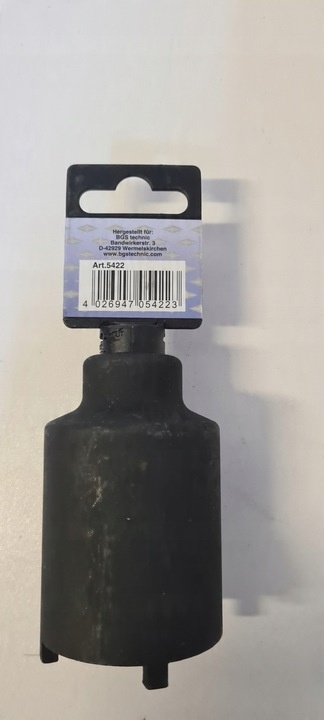 Hergestellt für:
BGS technic
Bandwirkerstr. 3
D-42929 Wermelskirchen
www.bgstechnic.com
Art.5422
4 026947 054223